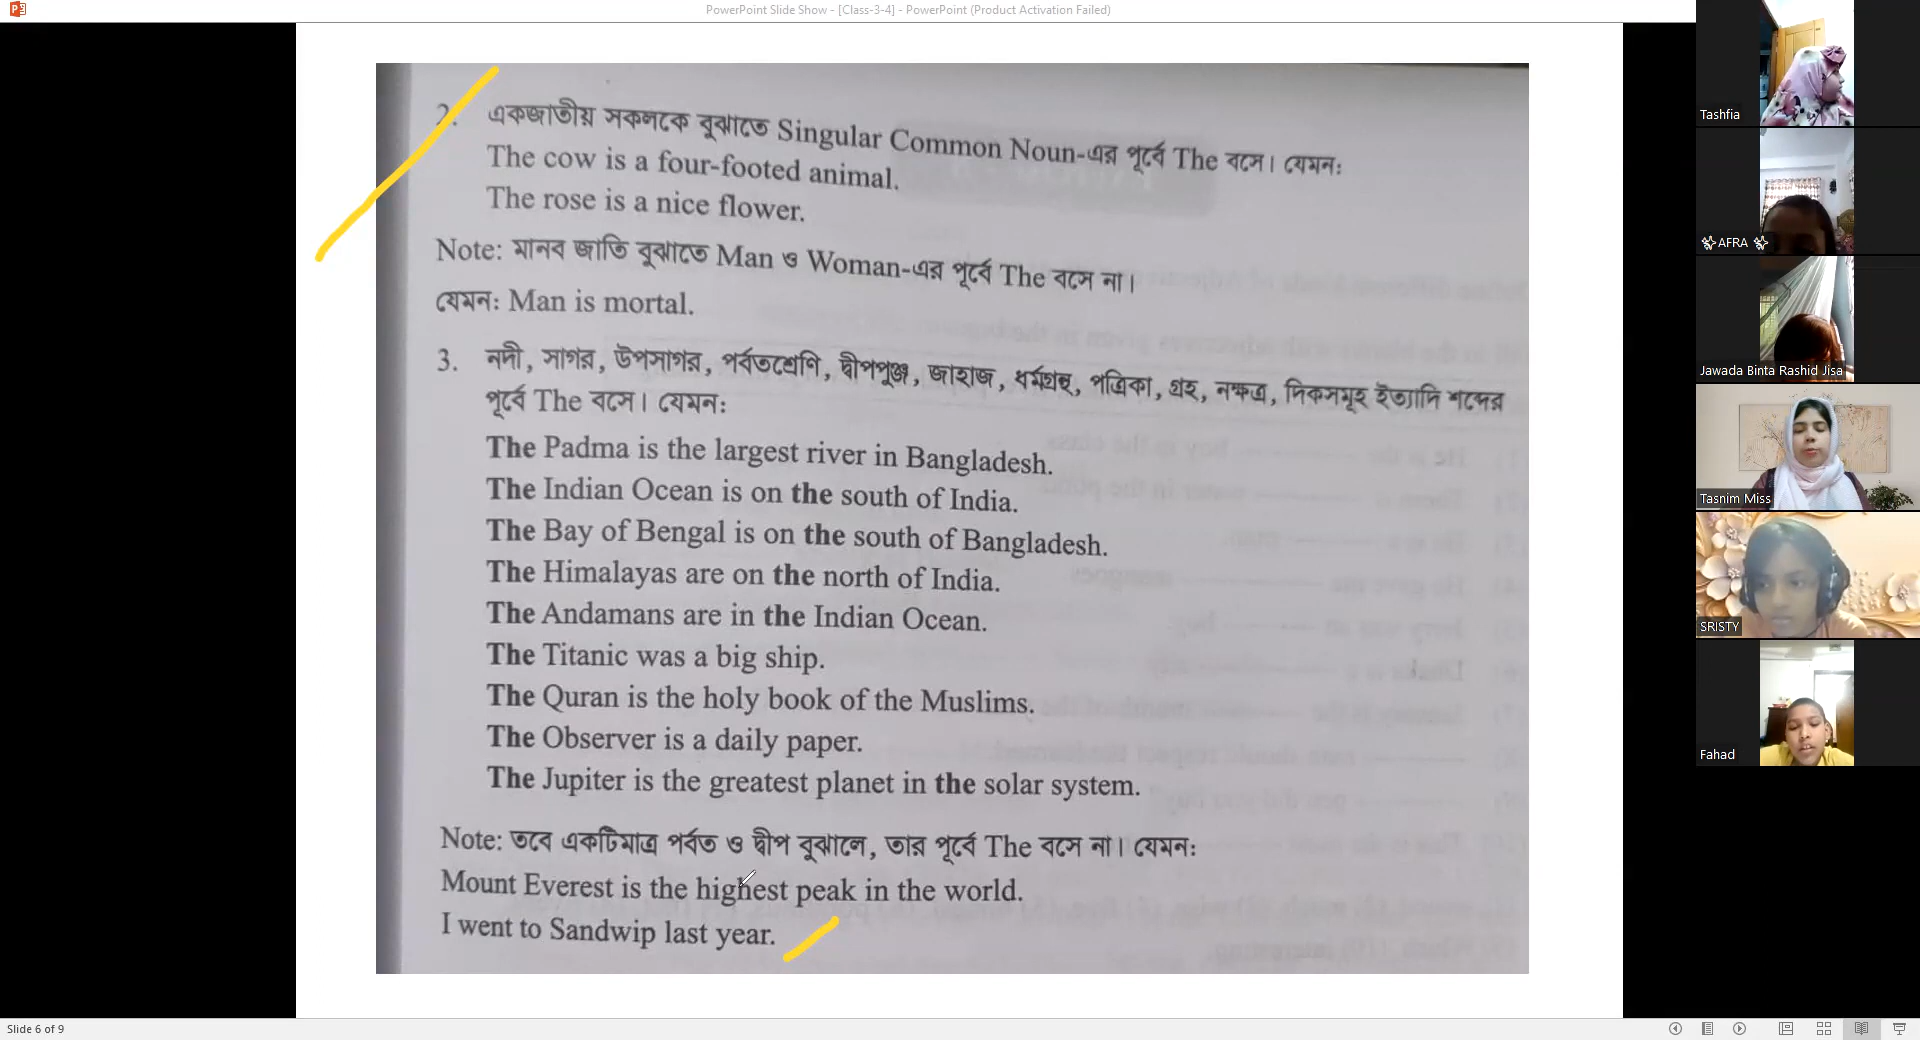 PowerPoint Slide Show - [Class-3-4] - PowerPoint (Product Activation Failed)
2. একজাতীয় সকলকে বুঝাতে Singular Common Noun-এর পূর্বে The বসে। যেমন:
The cow is a four-footed animal.
The rose is a nice flower.
Note: মানব জাতি বুঝাতে Man ও Woman-এর পূর্বে The বসে না।
যেমন: Man is mortal.
3. নদী, সাগর, উপসাগর, পর্বতশ্রেণি, দ্বীপপুঞ্জ, জাহাজ, ধর্মগ্রন্থ, পত্রিকা, গ্রহ, নক্ষত্র, দিকসমূহ ইত্যাদি শব্দের
পূর্বে The বসে। যেমন:
The Padma is the largest river in Bangladesh.
The Indian Ocean is on the south of India.
The Bay of Bengal is on the south of Bangladesh.
The Himalayas are on the north of India.
The Andamans are in the Indian Ocean.
The Titanic was a big ship.
The Quran is the holy book of the Muslims.
The Observer is a daily paper.
The Jupiter is the greatest planet in the solar system.
Note: তবে একটিমাত্র পর্বত ও দ্বীপ বুঝালে, তার পূর্বে The বসে না। যেমন:
Mount Everest is the highest peak in the world.
I went to Sandwip last year.
Tashfia
AFRA
Jawada Binta Rashid Jisa
Tasnim Miss
SRISTY
Fahad
Slide 6 of 9